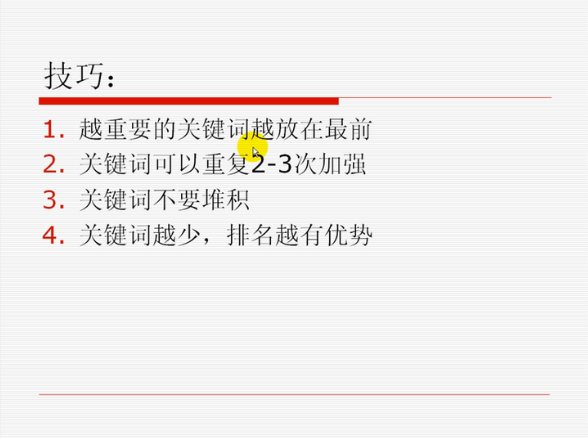 技巧：
1. 越重要的关键词越放在最前
2. 关键词可以重复2-3次加强
3. 关键词不要堆积
4. 关键词越少，排名越有优势